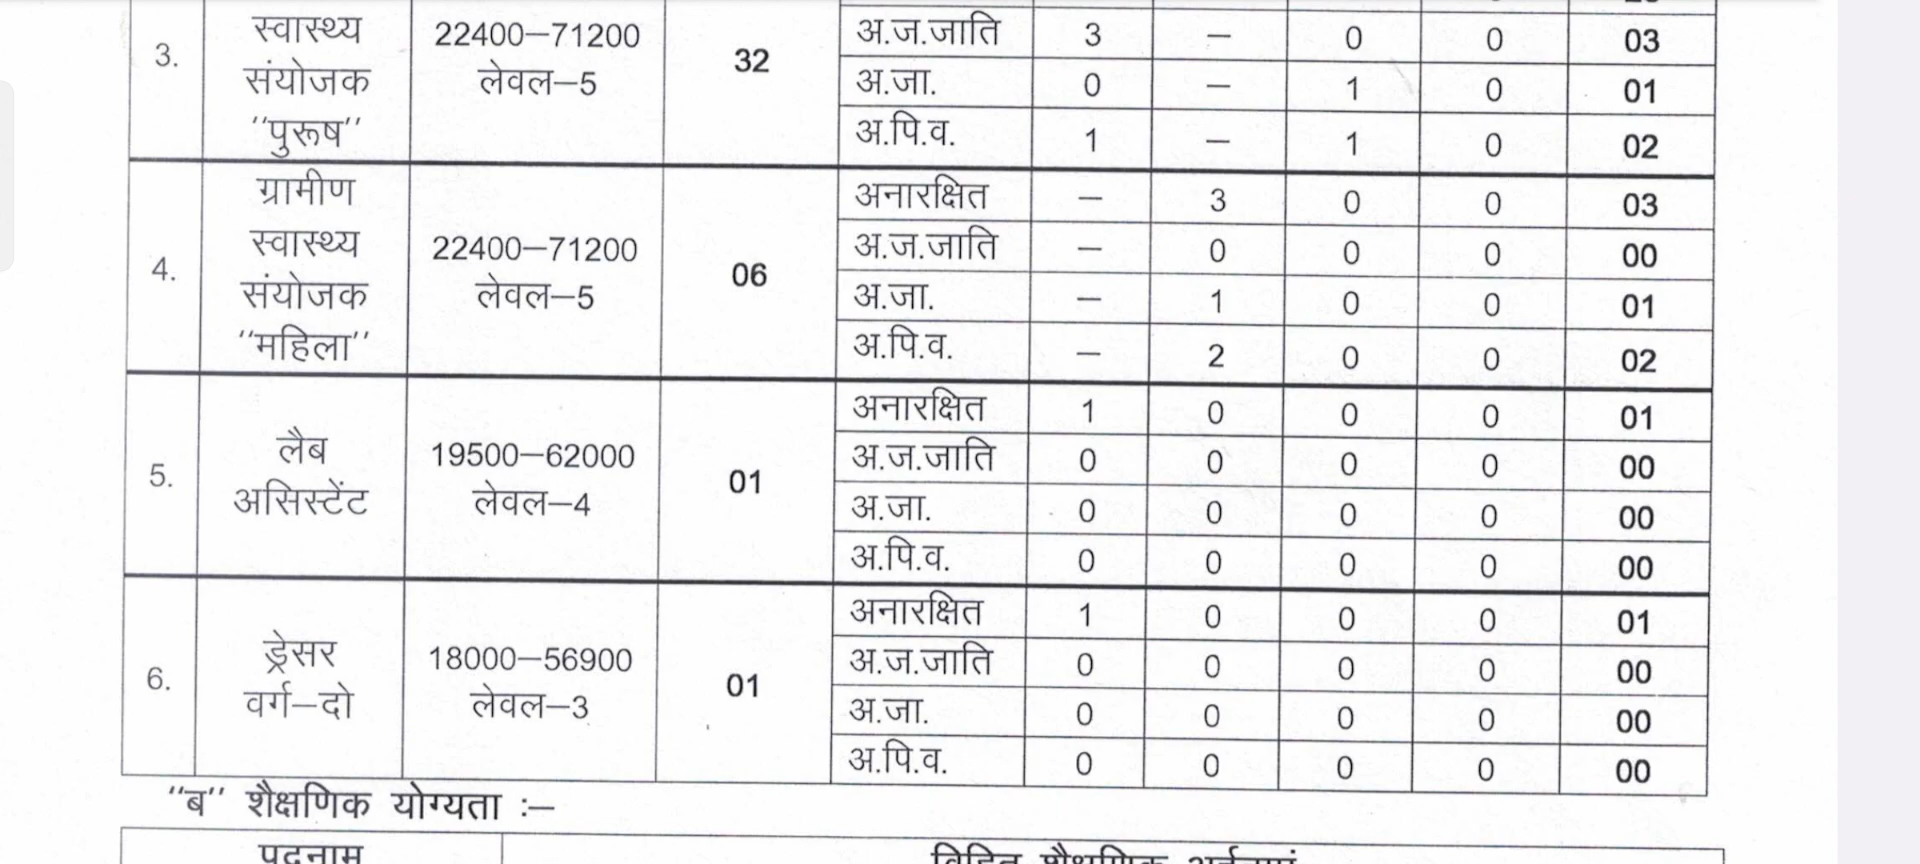 3. स्वास्थ्य संयोजक ''पुरूष'' 22400–71200 लेवल–5 32
अ.ज.जाति 3 – 0 0 03
अ.जा. 0 – 1 0 01
अ.पि.व. 1 – 1 0 02
4. ग्रामीण स्वास्थ्य संयोजक ''महिला'' 22400–71200 लेवल–5 06
अनारक्षित – 3 0 0 03
अ.ज.जाति – 0 0 0 00
अ.जा. – 1 0 0 01
अ.पि.व. – 2 0 0 02
5. लैब असिस्टेंट 19500–62000 लेवल–4 01
अनारक्षित 1 0 0 0 01
अ.ज.जाति 0 0 0 0 00
अ.जा. 0 0 0 0 00
अ.पि.व. 0 0 0 0 00
6. ड्रेसर वर्ग–दो 18000–56900 लेवल–3 01
अनारक्षित 1 0 0 0 01
अ.ज.जाति 0 0 0 0 00
अ.जा. 0 0 0 0 00
अ.पि.व. 0 0 0 0 00
''ब'' शैक्षणिक योग्यता :–
पदनाम